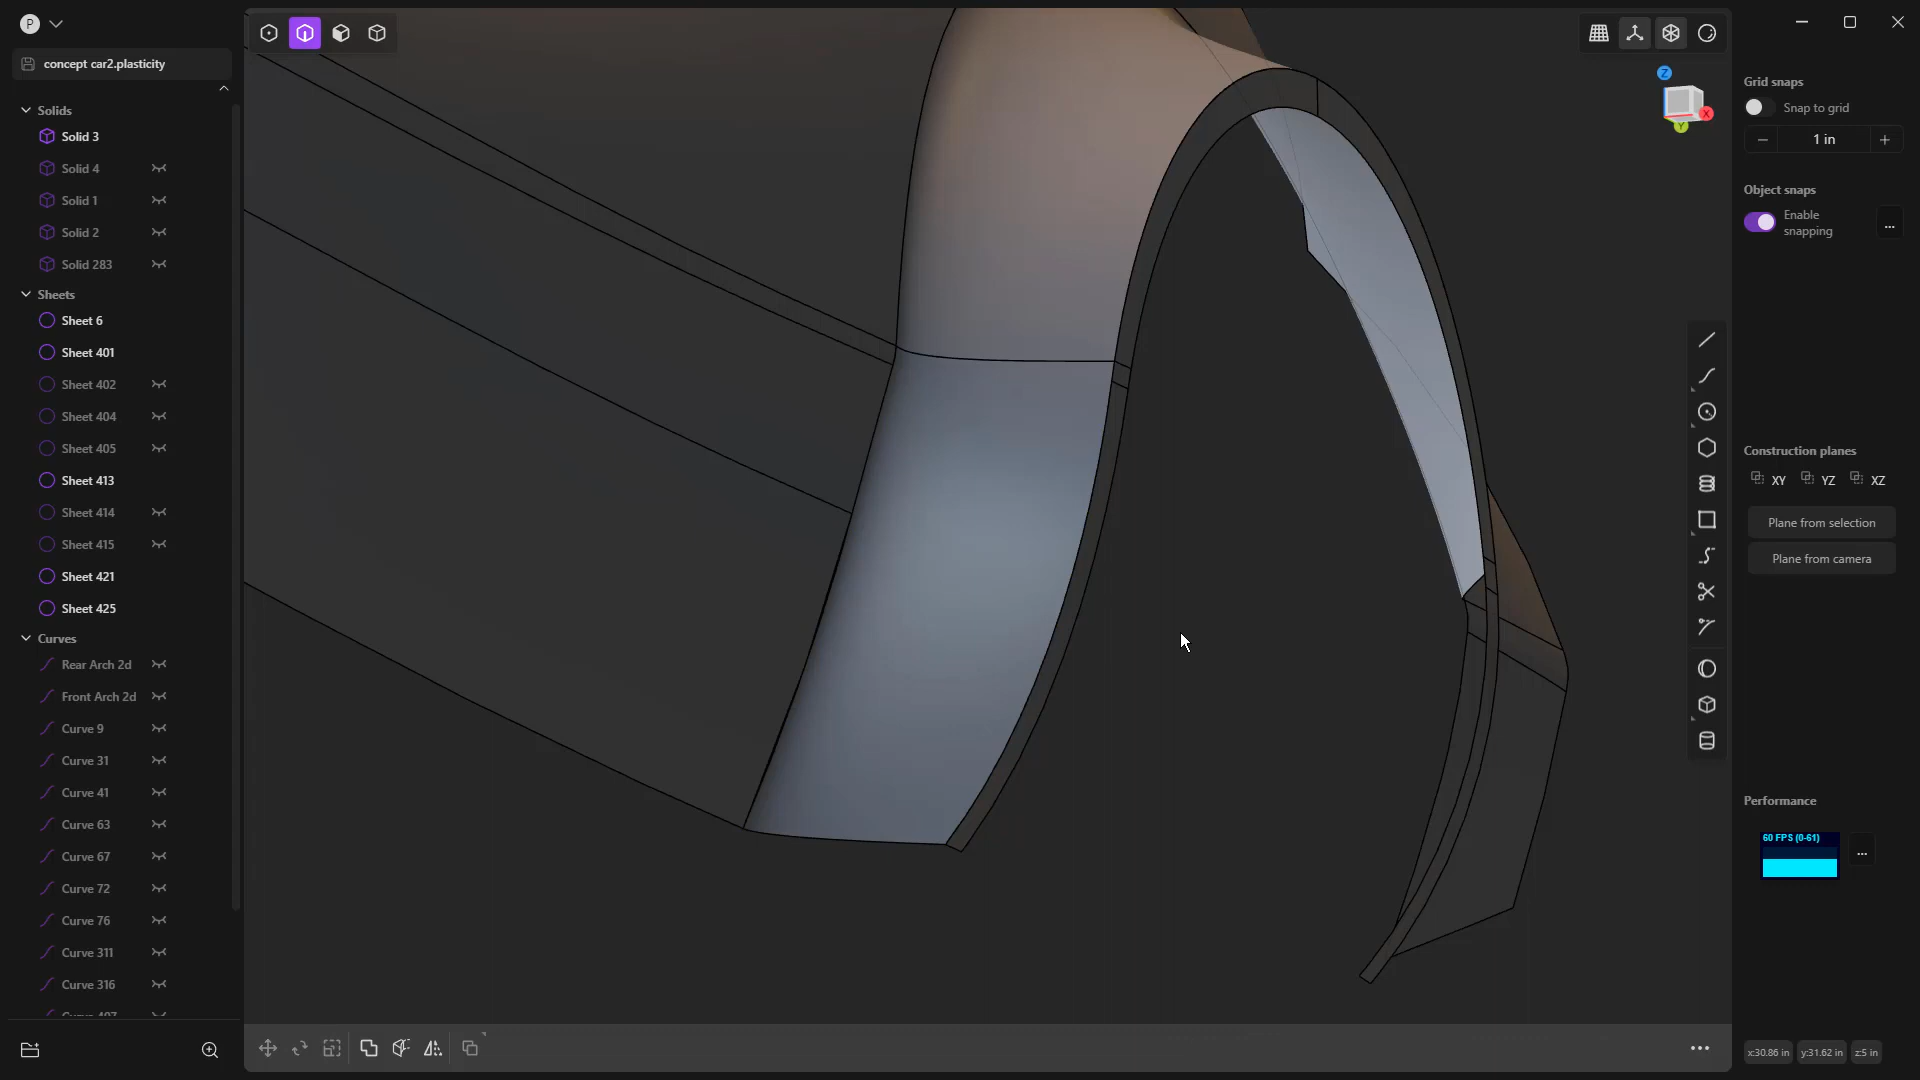 P
concept car2.plasticity
Solids
Solid 3
Solid 4
Solid 1
Solid 2
Solid 283
Sheets
Sheet 6
Sheet 401
Sheet 402
Sheet 404
Sheet 405
Sheet 413
Sheet 414
Sheet 415
Sheet 421
Sheet 425
Curves
Rear Arch 2d
Front Arch 2d
Curve 9
Curve 31
Curve 41
Curve 63
Curve 67
Curve 72
Curve 76
Curve 311
Curve 316
Z
X
Y
Grid snaps
Snap to grid
1 in
Object snaps
Enable
snapping
...
Construction planes
XY YZ XZ
Plane from selection
Plane from camera
Performance
60 FPS (0-61)
...
x:30.86 in y:31.62 in z:5 in